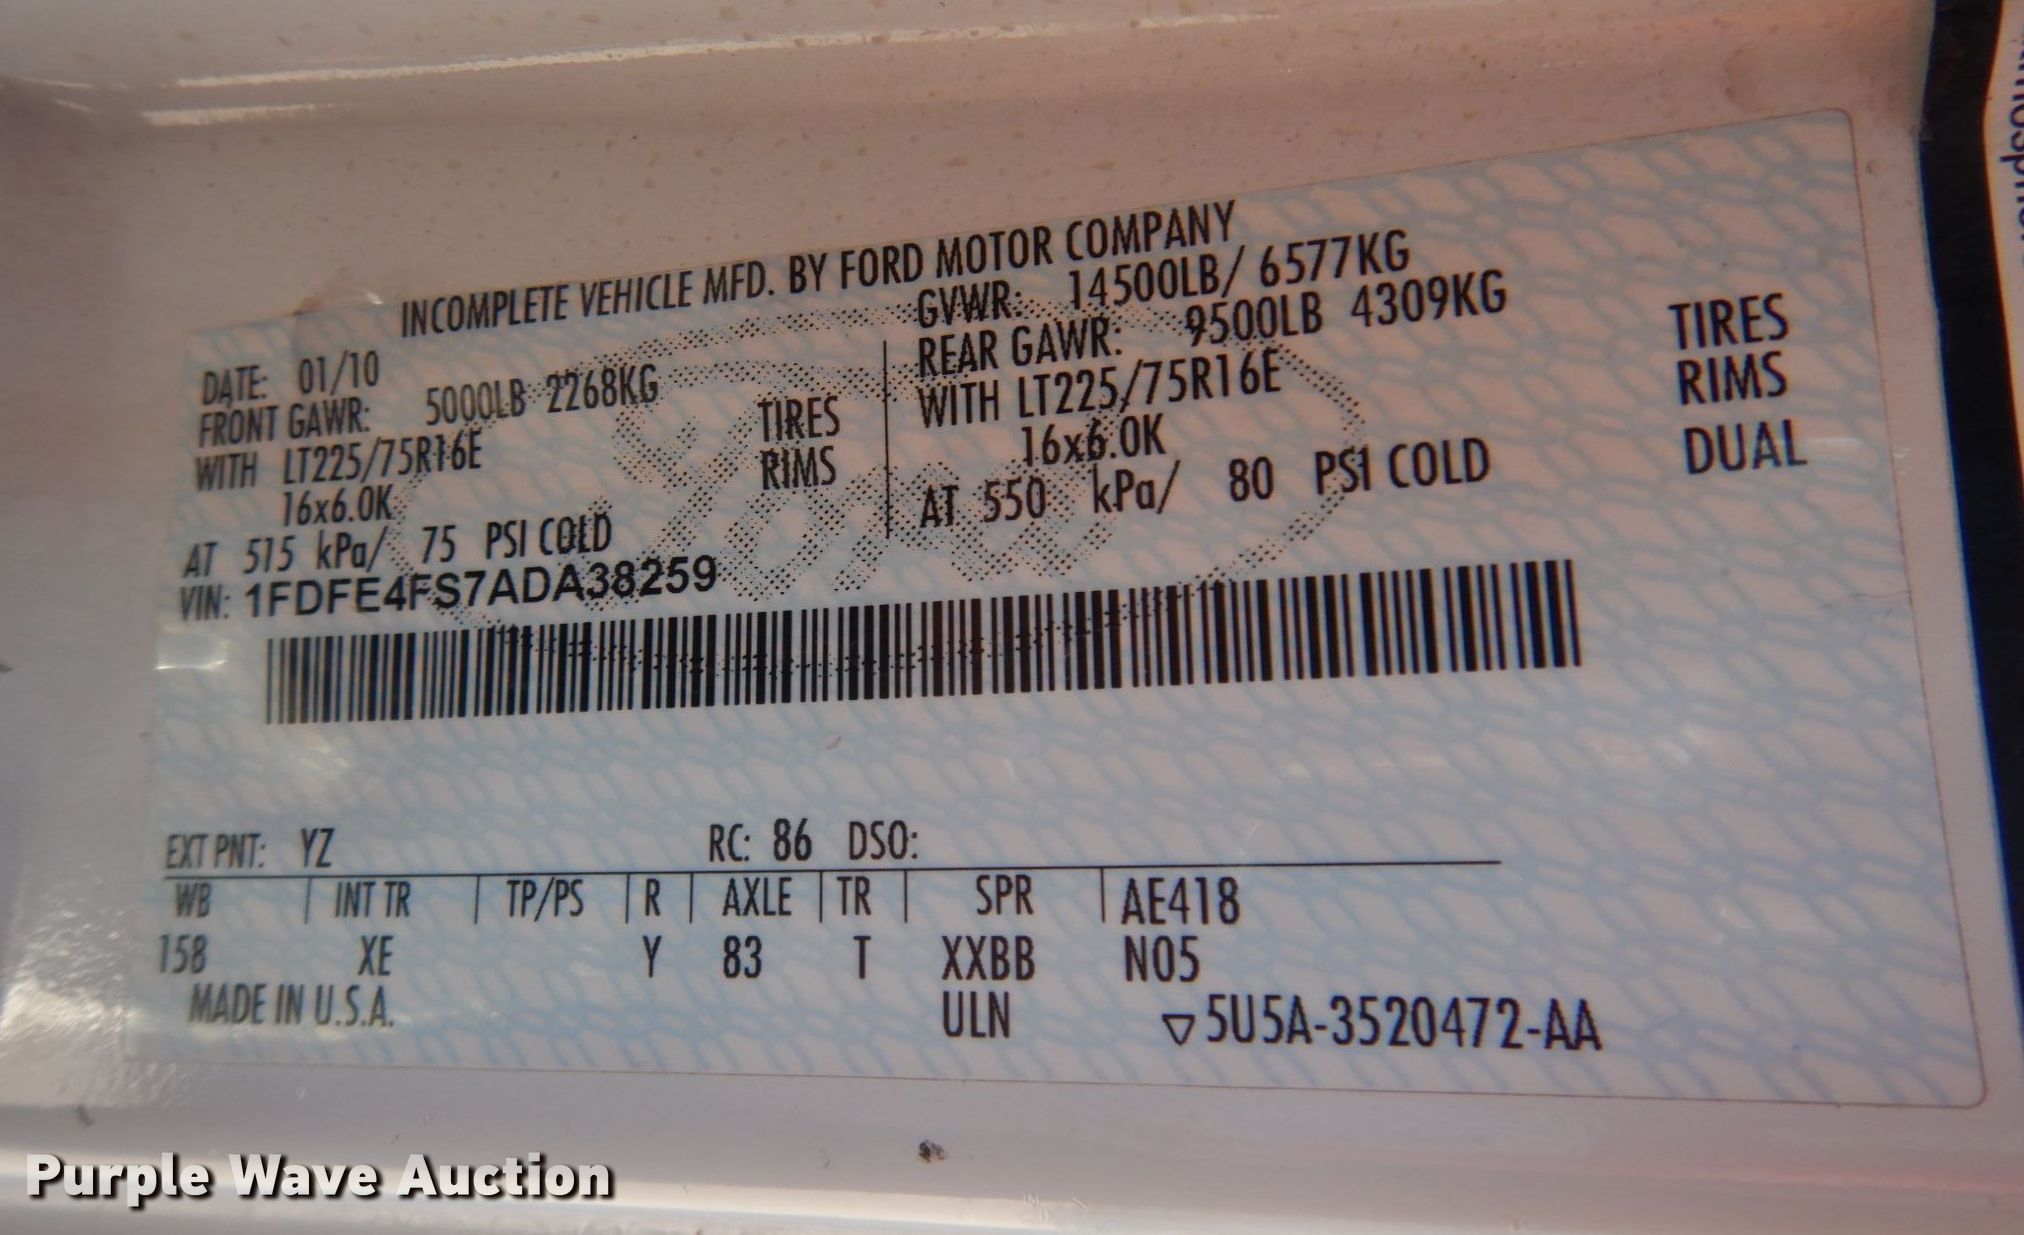 INCOMPLETE VEHICLE MFD. BY FORD MOTOR COMPANY
DATE: 01/10
GVWR: 14500LB/ 6577KG
FRONT GAWR: 5000LB 2268KG
REAR GAWR: 9500LB 4309KG
WITH LT225/75R16E TIRES
WITH LT225/75R16E TIRES
16x6.0K RIMS
16x6.0K RIMS
AT 515 kPa/ 75 PSI COLD
AT 550 kPa/ 80 PSI COLD DUAL
VIN: 1FDFE4FS7ADA38259
Ford
EXT PNT: YZ RC: 86 DSO:
WB | INT TR | TP/PS | R | AXLE | TR | SPR | AE418
158 XE Y 83 T XXBB N05
MADE IN U.S.A. ULN ▽5U5A-3520472-AA
Purple Wave Auction